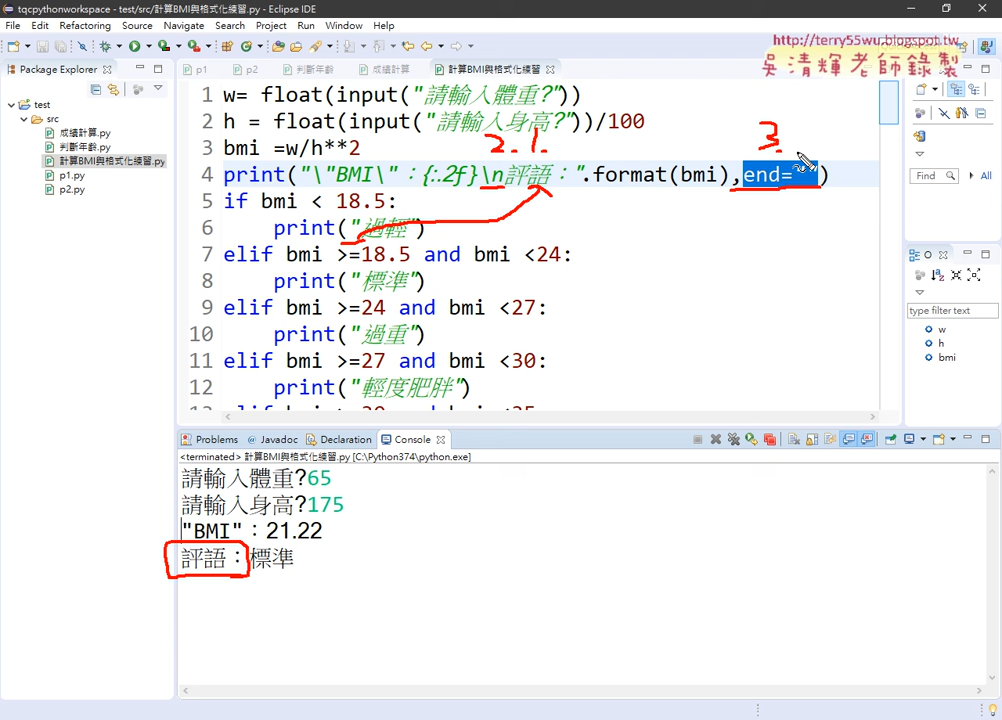 tqcpythonworkspace - test/src/計算BMI與格式化練習.py - Eclipse IDE
File Edit Refactoring Source Navigate Search Project Run Window Help
http://terry55wu.blogspot.tw
吳清輝老師錄製
Package Explorer
p1 p2 判斷年齡 成績計算 計算BMI與格式化練習
test
src
成績計算.py
判斷年齡.py
計算BMI與格式化練習.py
p1.py
p2.py
1 w= float(input("請輸入體重?"))
2 h = float(input("請輸入身高?"))/100
3 bmi =w/h**2
2. 1. 3.
4 print("\"BMI\"：{:.2f}\n評語：".format(bmi),end=
5 if bmi < 18.5:
6 print("過輕")
7 elif bmi >=18.5 and bmi <24:
8 print("標準")
9 elif bmi >=24 and bmi <27:
10 print("過重")
11 elif bmi >=27 and bmi <30:
12 print("輕度肥胖")
Find All
type filter text
w
h
bmi
Problems Javadoc Declaration Console
<terminated> 計算BMI與格式化練習.py [C:\Python374\python.exe]
請輸入體重?65
請輸入身高?175
"BMI"：21.22
評語：標準